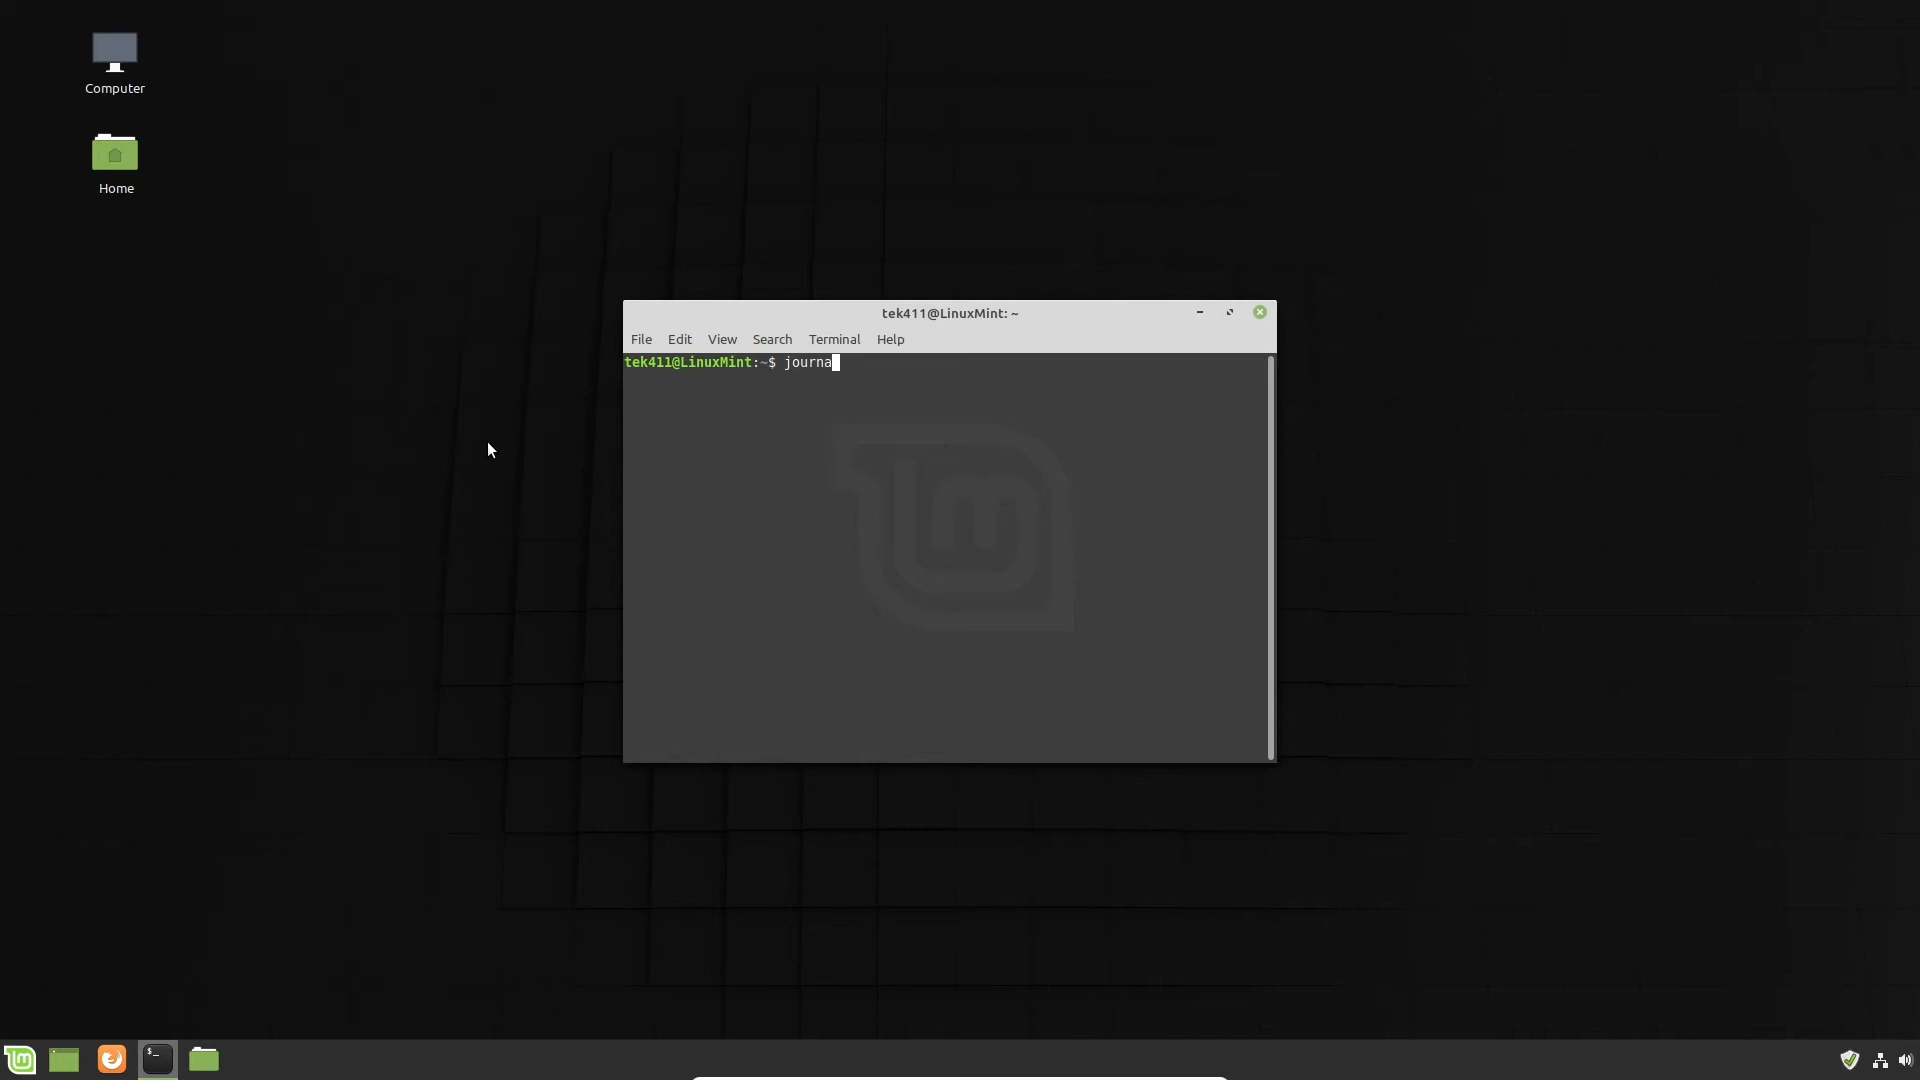 Computer
Home
tek411@LinuxMint: ~
File Edit View Search Terminal Help
tek411@LinuxMint:~$ journa